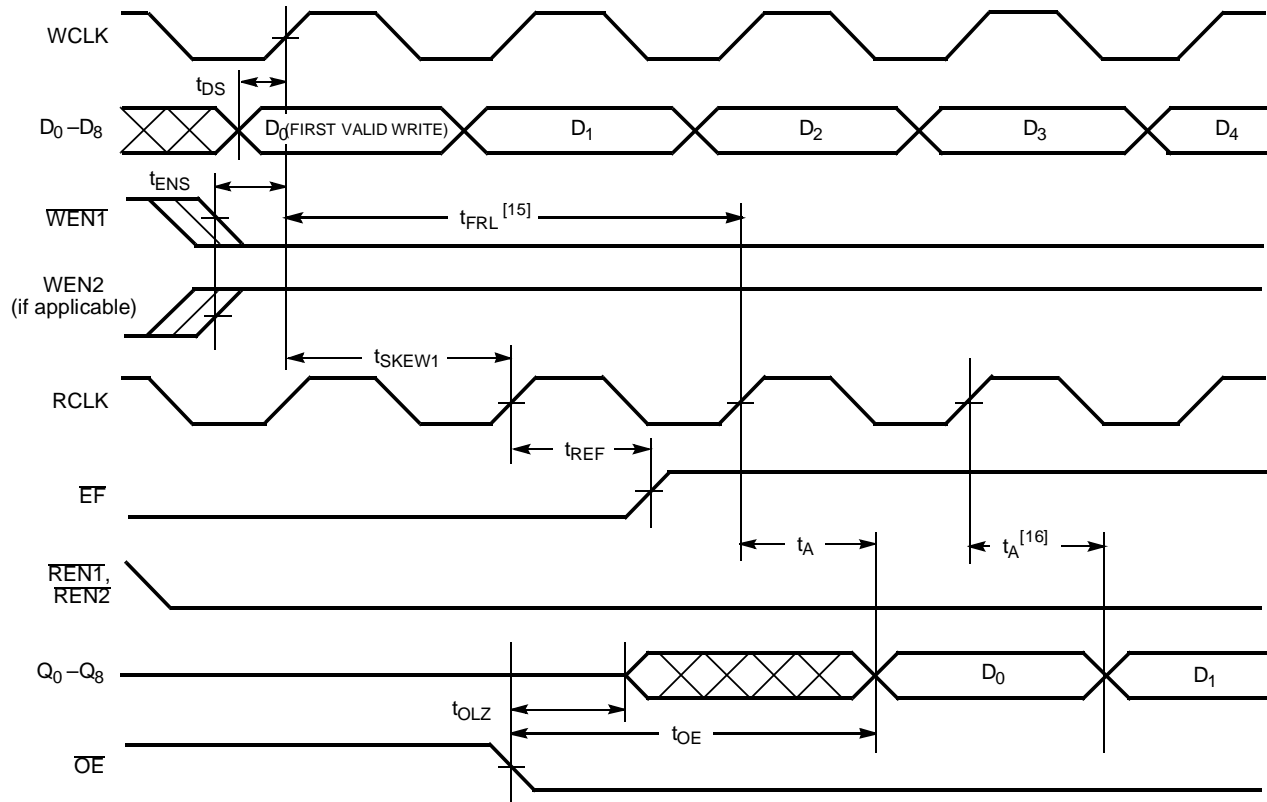 WCLK
tDS
D0–D8
D0(FIRST VALID WRITE)
D1
D2
D3
D4
tENS
WEN1
tFRL [15]
WEN2
(if applicable)
tSKEW1
RCLK
tREF
EF
tA
tA[16]
REN1,
REN2
Q0–Q8
D0
D1
tOLZ
tOE
OE